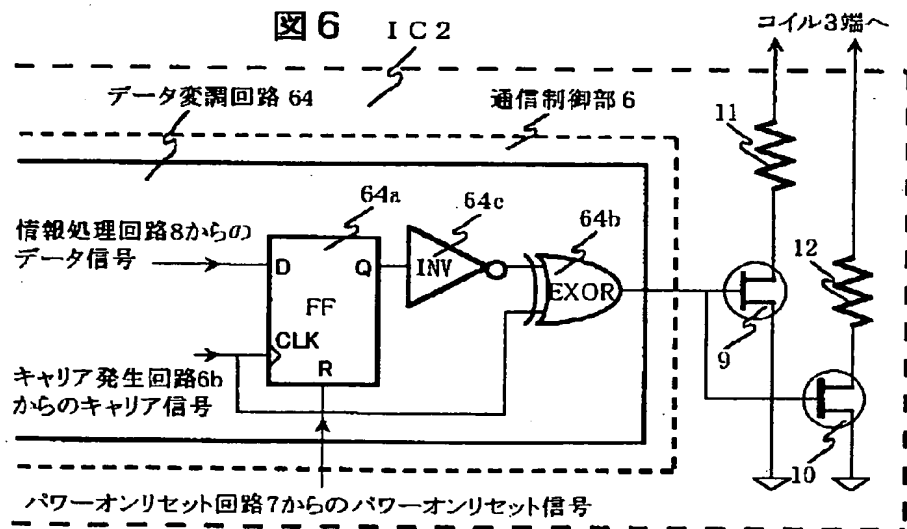 図6
IC2
コイル3端へ
データ変調回路64
通信制御部6
11
64a
64c
64b
情報処理回路8からの
データ信号
D
Q
INV
EXOR
12
FF
CLK
9
R
キャリア発生回路6b
からのキャリア信号
10
パワーオンリセット回路7からのパワーオンリセット信号